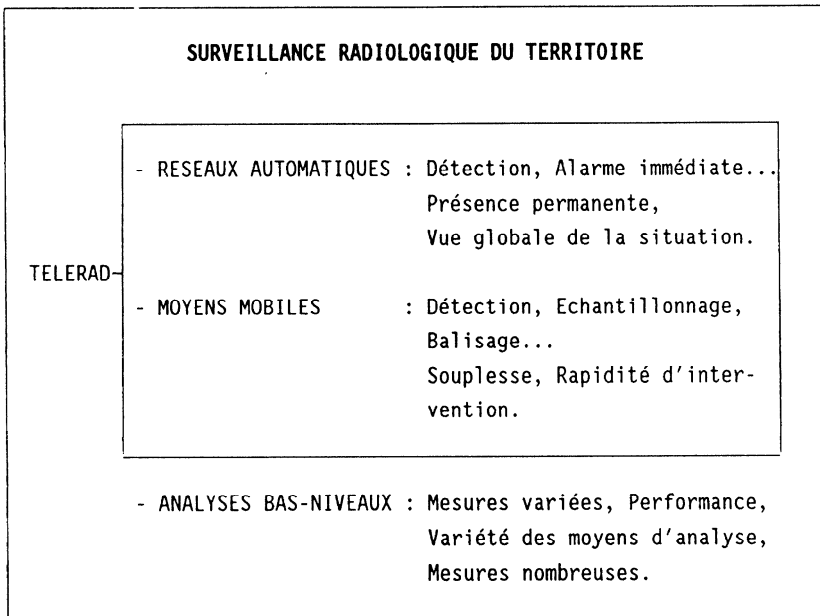 SURVEILLANCE RADIOLOGIQUE DU TERRITOIRE
- RESEAUX AUTOMATIQUES : Détection, Alarme immédiate...
Présence permanente,
Vue globale de la situation.
TELERAD
- MOYENS MOBILES : Détection, Echantillonnage,
Balisage...
Souplesse, Rapidité d'inter-
vention.
- ANALYSES BAS-NIVEAUX : Mesures variées, Performance,
Variété des moyens d'analyse,
Mesures nombreuses.